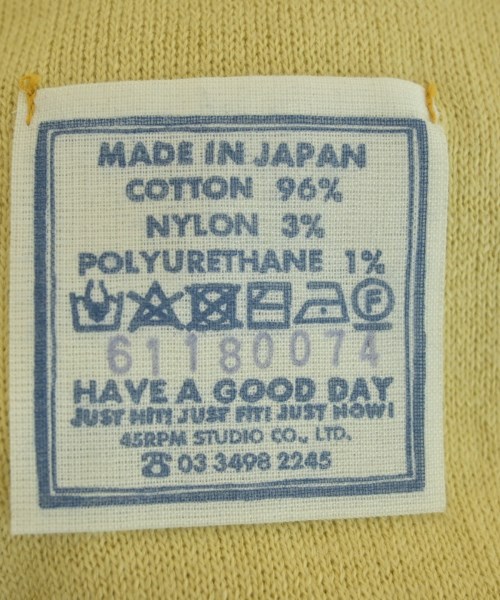 MADE IN JAPAN
COTTON 96%
NYLON 3%
POLYURETHANE 1%
F
61180074
HAVE A GOOD DAY
JUST HIT! JUST FIT! JUST NOW!
45RPM STUDIO CO., LTD.
☎ 03 3498 2245